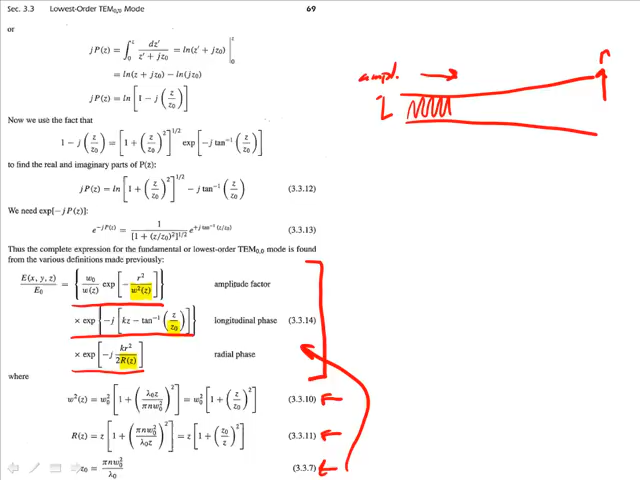 Sec. 3.3 Lowest-Order TEM0,0 Mode 69
or
jP(z) = ∫₀ᶻ dz′/(z′ + jz0) = ln(z′ + jz0) |₀ᶻ
= ln(z + jz0) − ln(jz0)
jP(z) = ln [1 − j (z/z0)]
Now we use the fact that
1 − j (z/z0) = [1 + (z/z0)²]^1/2 exp [−j tan⁻¹ (z/z0)]
to find the real and imaginary parts of P(z):
jP(z) = ln [1 + (z/z0)²]^1/2 − j tan⁻¹ (z/z0) (3.3.12)
We need exp[−jP(z)]:
e^−jP(z) = 1/[1 + (z/z0)²]^1/2 e^+j tan⁻¹ (z/z0) (3.3.13)
Thus the complete expression for the fundamental or lowest-order TEM0,0 mode is found
from the various definitions made previously:
E(x, y, z)/E0 = {w0/w(z) exp [−r²/w²(z)]} amplitude factor
× exp {−j [kz − tan⁻¹ (z/z0)]} longitudinal phase (3.3.14)
× exp [−j kr²/2R(z)] radial phase
where
w²(z) = w0² [1 + (λ0z/πnw0²)²] = w0² [1 + (z/z0)²] (3.3.10)
R(z) = z [1 + (πnw0²/λ0z)²] = z [1 + (z0/z)²] (3.3.11)
z0 = πnw0²/λ0 (3.3.7)
ampl.
r